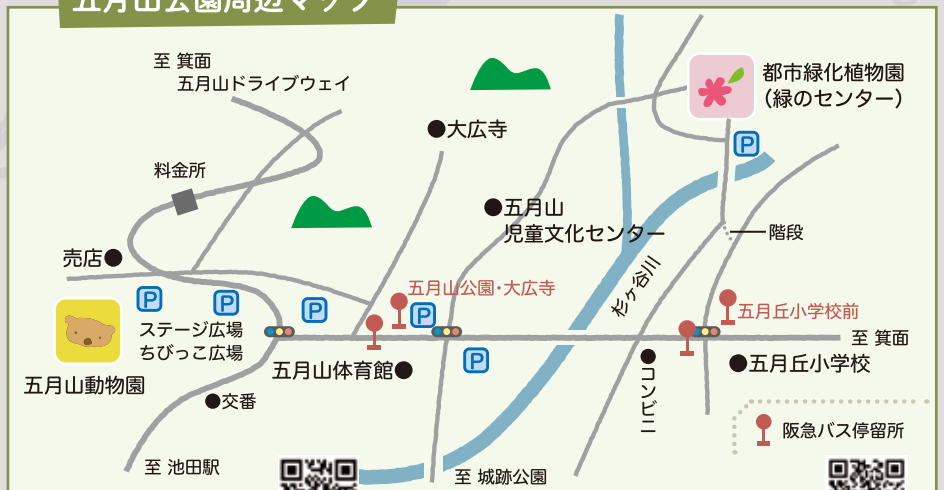 五月山公園周辺マップ
至 箕面
五月山ドライブウェイ
都市緑化植物園
(緑のセンター)
大広寺
P
料金所
五月山
児童文化センター
階段
売店
杉ヶ谷川
五月山公園・大広寺
P
P
P
P
五月丘小学校前
ステージ広場
ちびっこ広場
至 箕面
P
五月山体育館
五月丘小学校
コンビニ
五月山動物園
交番
阪急バス停留所
至 池田駅
至 城跡公園